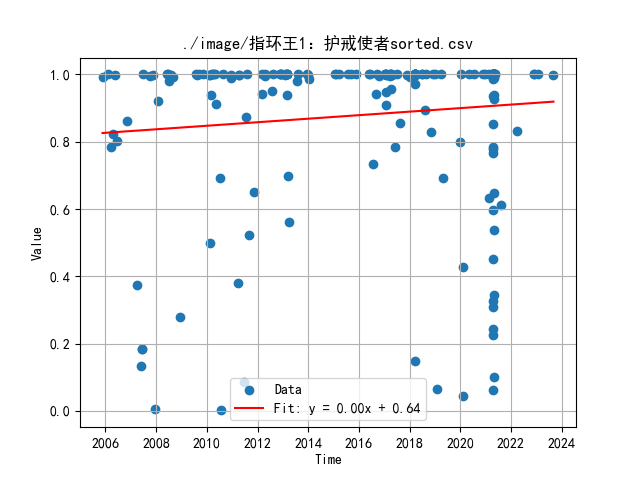 ./image/指环王1：护戒使者sorted.csv
1.0
0.8
0.6
0.4
0.2
0.0
Value
Data
Fit: y = 0.00x + 0.64
2006 2008 2010 2012 2014 2016 2018 2020 2022 2024
Time